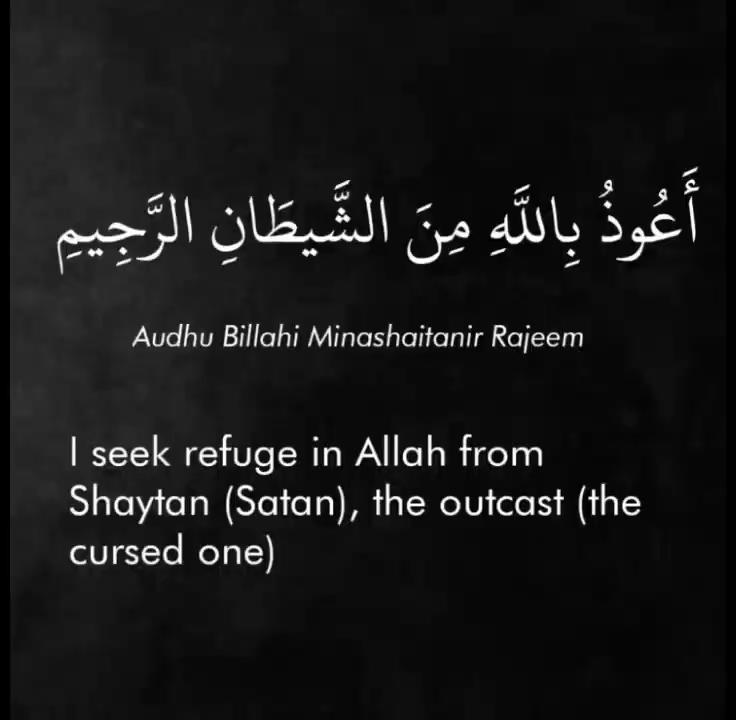 أَعُوذُ بِاللَّهِ مِنَ الشَّيطَانِ الرَّجِيمِ
Audhu Billahi Minashaitanir Rajeem
I seek refuge in Allah from
Shaytan (Satan), the outcast (the
cursed one)